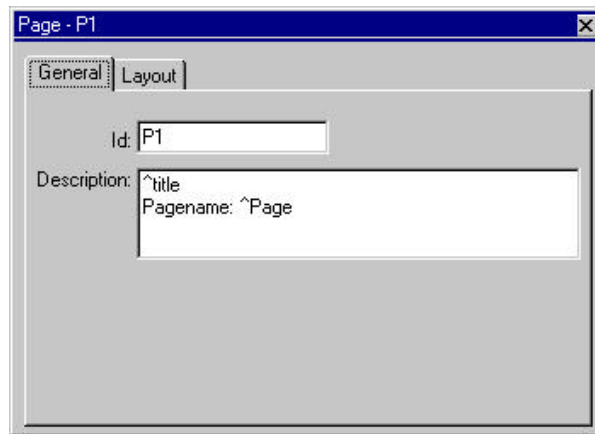 Page - P1
General Layout
Id: P1
Description: ^title
Pagename: ^Page